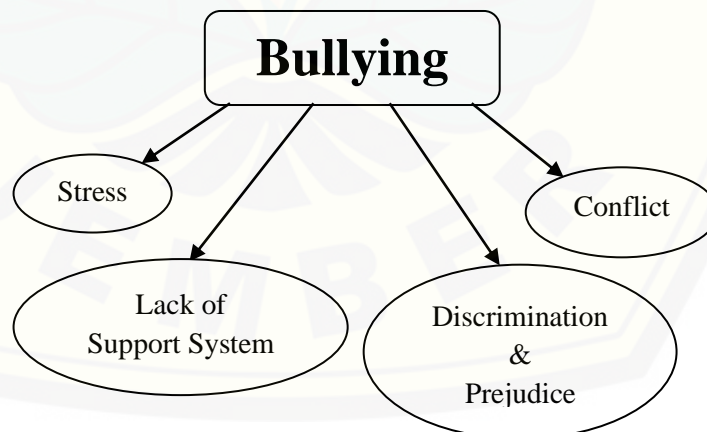 Bullying
Stress
Conflict
Lack of
Support System
Discrimination
&
Prejudice